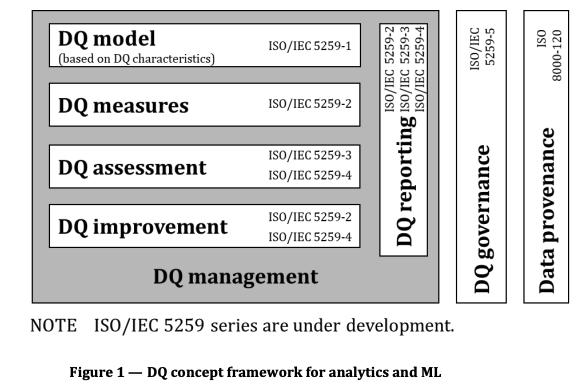 DQ model
(based on DQ characteristics)
ISO/IEC 5259-1
DQ measures
ISO/IEC 5259-2
DQ assessment
ISO/IEC 5259-3
ISO/IEC 5259-4
DQ improvement
ISO/IEC 5259-2
ISO/IEC 5259-4
DQ management
DQ reporting
ISO/IEC 5259-2
ISO/IEC 5259-3
ISO/IEC 5259-4
DQ governance
ISO/IEC
5259-5
Data provenance
ISO
8000-120
NOTE ISO/IEC 5259 series are under development.
Figure 1 — DQ concept framework for analytics and ML